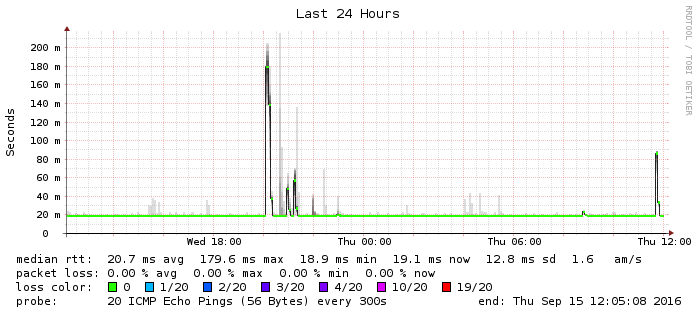 Last 24 Hours
RRDTOOL / TOBI OETIKER
Seconds
200 m
180 m
160 m
140 m
120 m
100 m
80 m
60 m
40 m
20 m
0
Wed 18:00 Thu 00:00 Thu 06:00 Thu 12:00
median rtt: 20.7 ms avg 179.6 ms max 18.9 ms min 19.1 ms now 12.8 ms sd 1.6 am/s
packet loss: 0.00 % avg 0.00 % max 0.00 % min 0.00 % now
loss color: 0 1/20 2/20 3/20 4/20 10/20 19/20
probe: 20 ICMP Echo Pings (56 Bytes) every 300s end: Thu Sep 15 12:05:08 2016